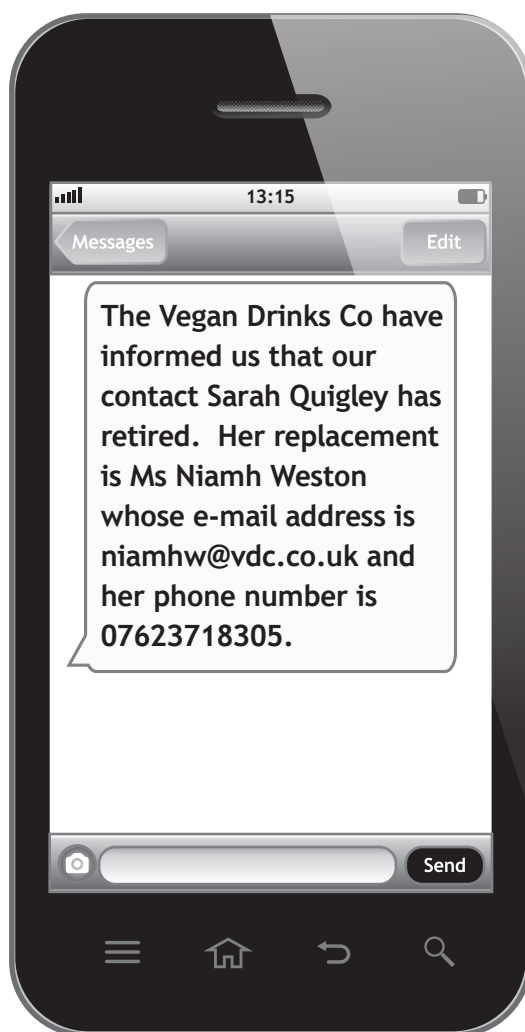 13:15
Messages
Edit
The Vegan Drinks Co have
informed us that our
contact Sarah Quigley has
retired.  Her replacement
is Ms Niamh Weston
whose e-mail address is
niamhw@vdc.co.uk and
her phone number is
07623718305.
Send